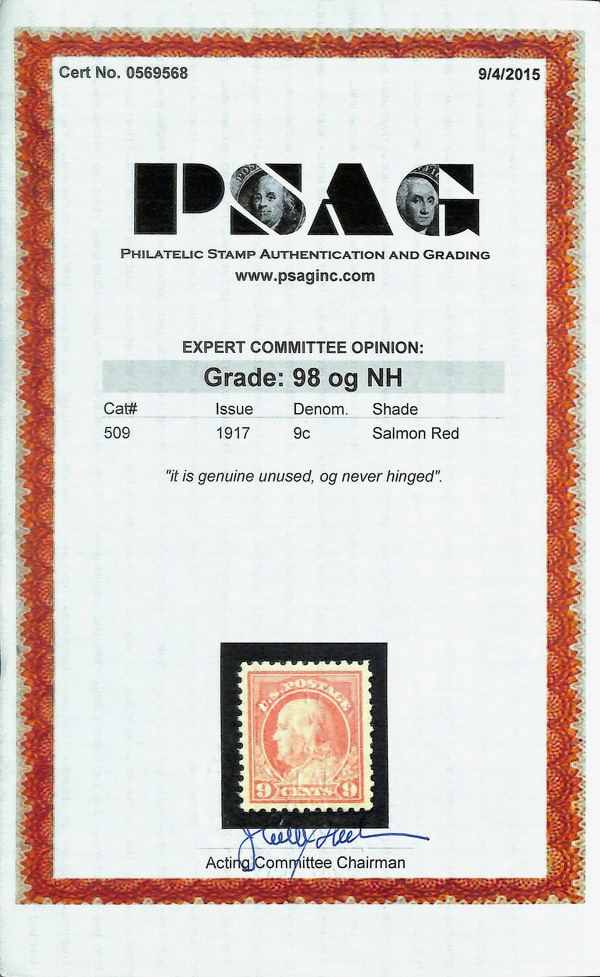 Cert No. 0569568
9/4/2015
PSAG
PHILATELIC STAMP AUTHENTICATION AND GRADING
www.psaginc.com
EXPERT COMMITTEE OPINION:
Grade: 98 og NH
Cat# Issue Denom. Shade
509 1917 9c Salmon Red
"it is genuine unused, og never hinged".
U.S. POSTAGE
9 CENTS 9
Acting Committee Chairman